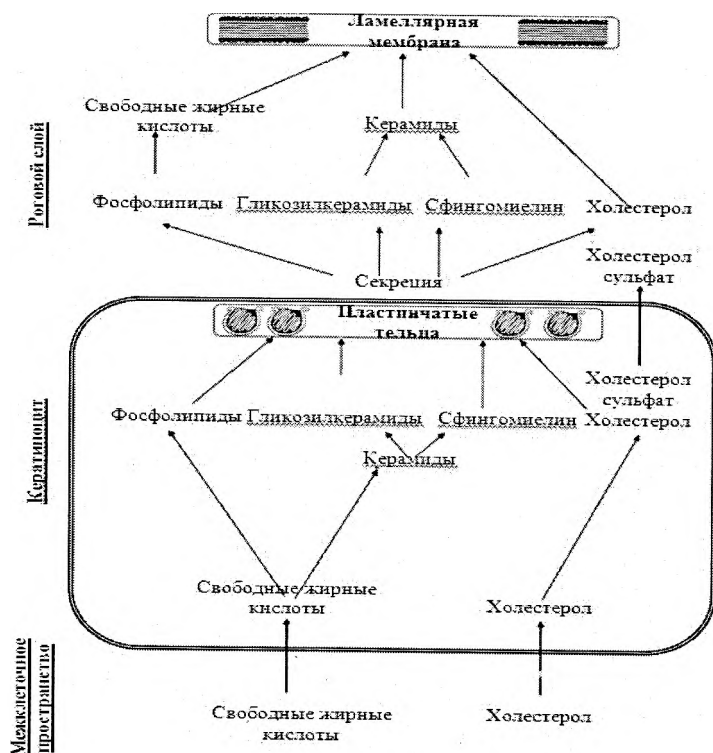 Ламеллярная
мембрана
Свободные жирные
кислоты
Керамиды
Роговой слой
Фосфолипиды Гликозилкерамиды Сфингомиелин Холестерол
Холестерол
сульфат
Секреция
Пластинчатые
тельца
Холестерол
сульфат
Фосфолипиды Гликозилкерамиды Сфингомиелин Холестерол
Керамиды
Кератиноцит
Свободные жирные
кислоты
Холестерол
Межклеточное
пространство
Свободные жирные
кислоты
Холестерол